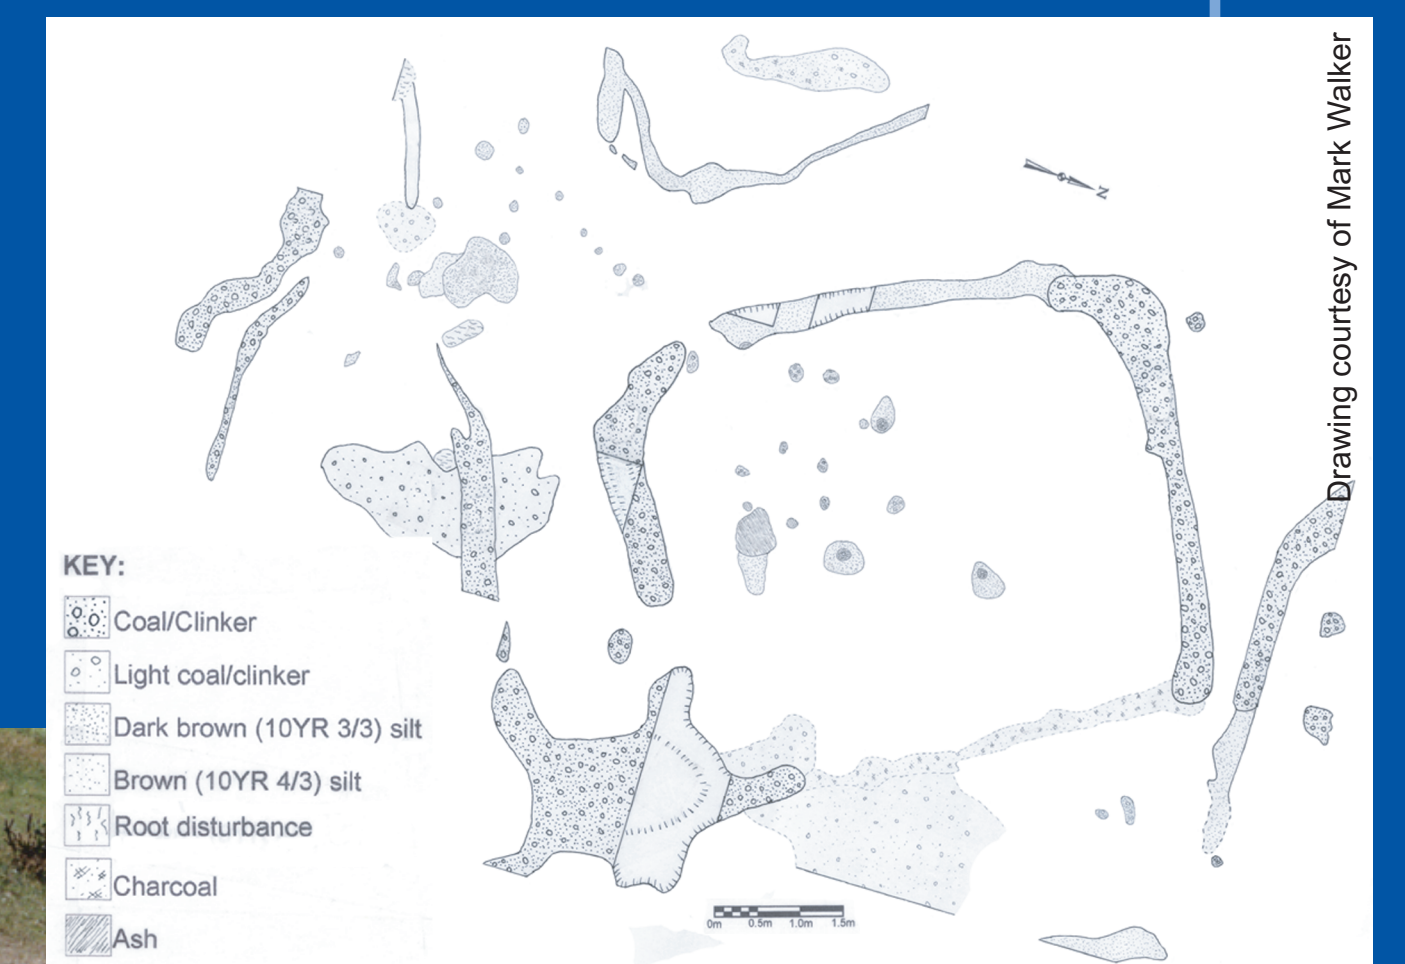 Drawing courtesy of Mark Walker
N
KEY:
Coal/Clinker
Light coal/clinker
Dark brown (10YR 3/3) silt
Brown (10YR 4/3) silt
Root disturbance
Charcoal
Ash
0m 0.5m 1.0m 1.5m